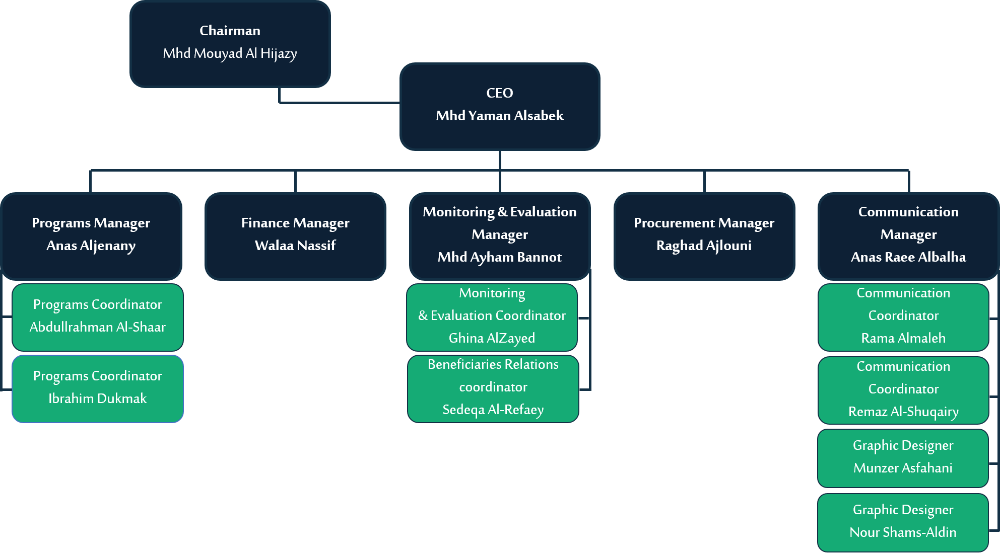 Chairman
Mhd Mouyad Al Hijazy
CEO
Mhd Yaman Alsabek
Programs Manager
Anas Aljenany
Finance Manager
Walaa Nassif
Monitoring & Evaluation
Manager
Mhd Ayham Bannot
Procurement Manager
Raghad Ajlouni
Communication
Manager
Anas Raee Albalha
Programs Coordinator
Abdullrahman Al-Shaar
Programs Coordinator
Ibrahim Dukmak
Monitoring
& Evaluation Coordinator
Ghina AlZayed
Beneficiaries Relations
coordinator
Sedeqa Al-Refaey
Communication
Coordinator
Rama Almaleh
Communication
Coordinator
Remaz Al-Shuqairy
Graphic Designer
Munzer Asfahani
Graphic Designer
Nour Shams-Aldin